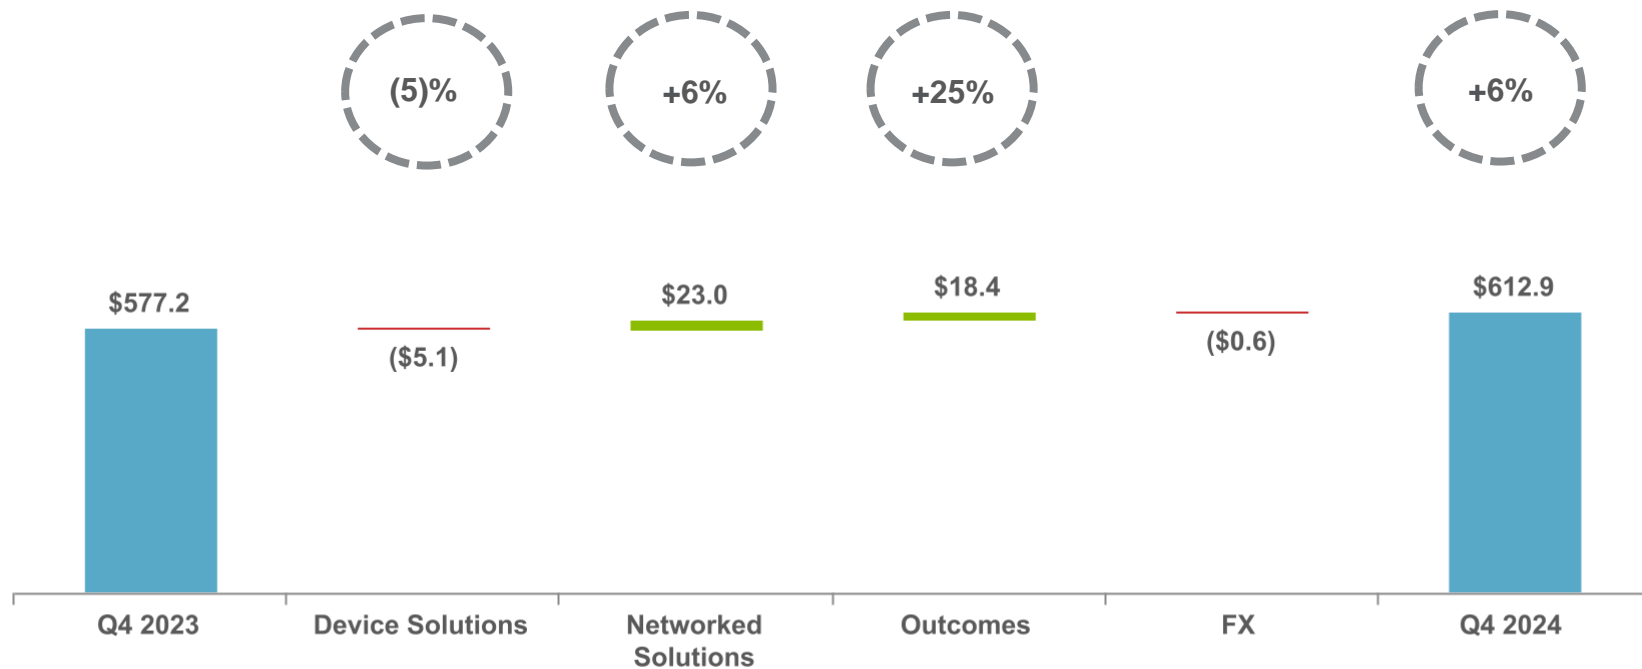 (5)%
+6%
+25%
+6%
$577.2
($5.1)
$23.0
$18.4
($0.6)
$612.9
Q4 2023
Device Solutions
Networked
Solutions
Outcomes
FX
Q4 2024